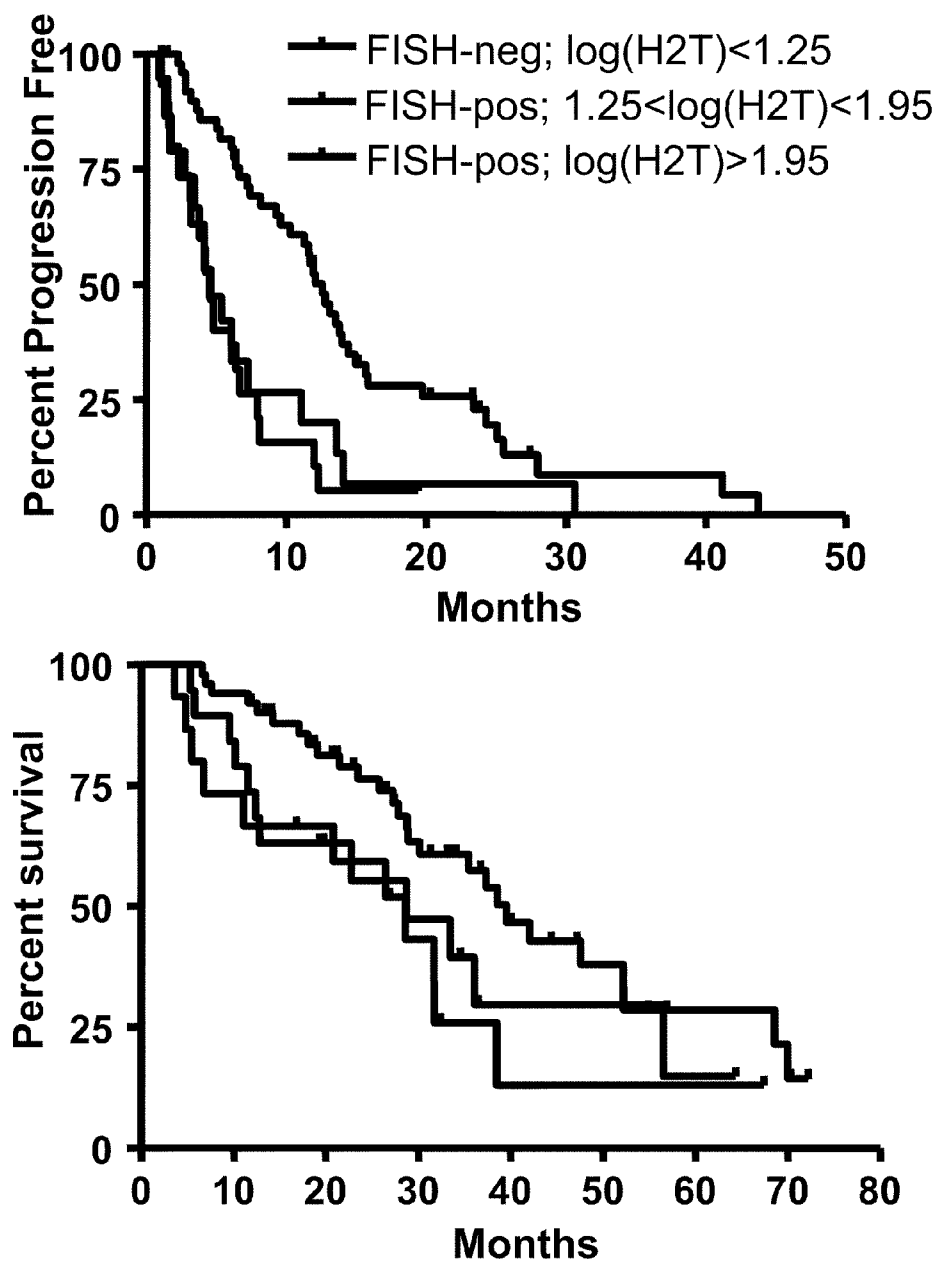 FISH-neg; log(H2T)<1.25
FISH-pos; 1.25<log(H2T)<1.95
FISH-pos; log(H2T)>1.95
Percent Progression Free
100
75
50
25
0
0 10 20 30 40 50
Months
Percent survival
100
75
50
25
0
0 10 20 30 40 50 60 70 80
Months